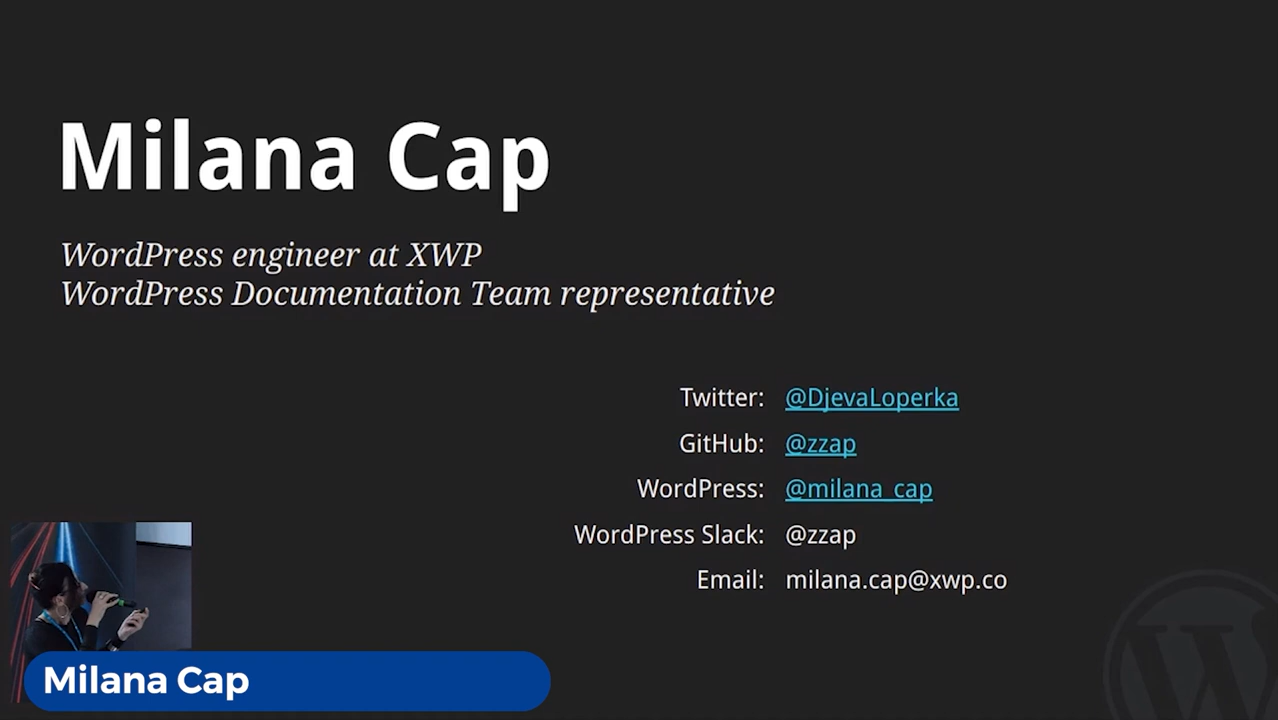 Milana Cap
WordPress engineer at XWP
WordPress Documentation Team representative
Twitter: @DjevaLoperka
GitHub: @zzap
WordPress: @milana_cap
WordPress Slack: @zzap
Email: milana.cap@xwp.co
Milana Cap